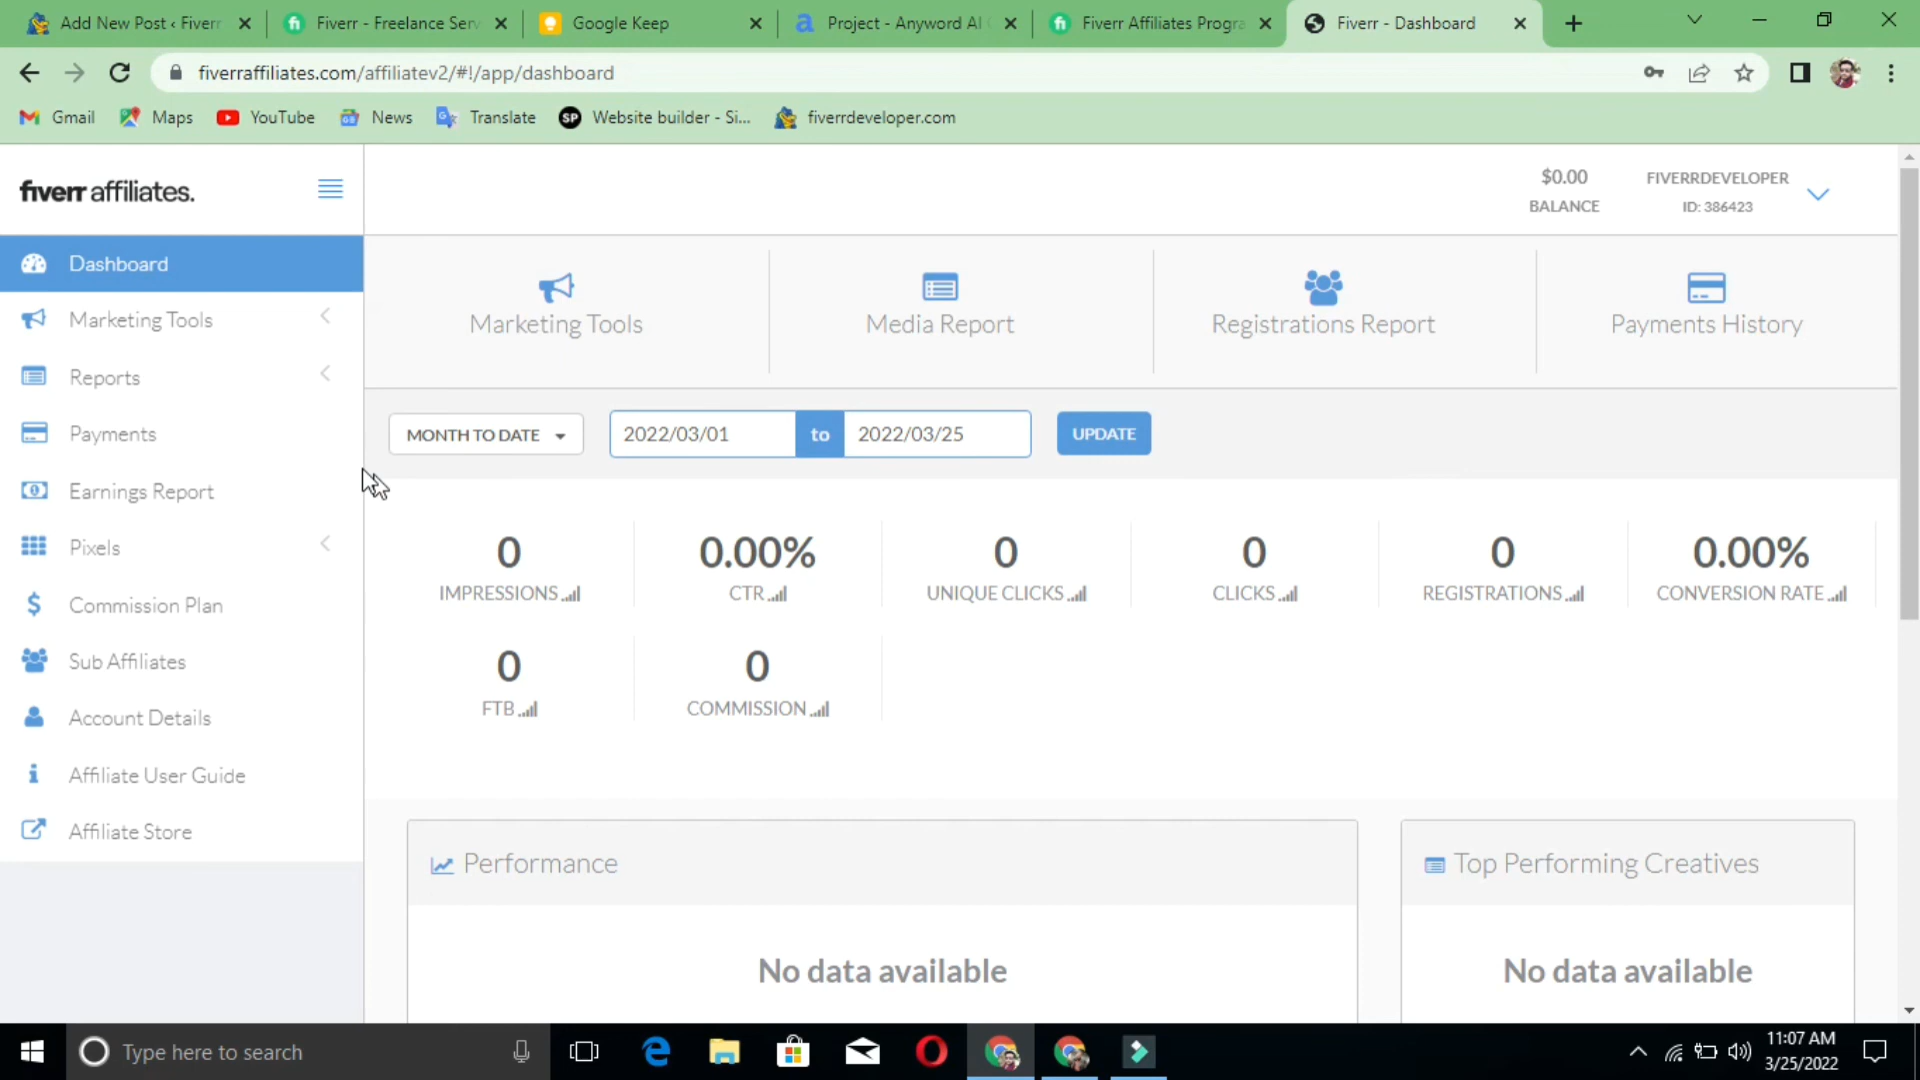 Add New Post ‹ Fiverr
Fiverr - Freelance Serv
Google Keep
Project - Anyword AI
Fiverr Affiliates Progra
Fiverr - Dashboard
fiverraffiliates.com/affiliatev2/#!/app/dashboard
Gmail
Maps
YouTube
News
Translate
SP
Website builder - Si...
fiverrdeveloper.com
fiverr affiliates.
$0.00
BALANCE
FIVERRDEVELOPER
ID: 386423
Dashboard
Marketing Tools
Reports
Payments
Earnings Report
Pixels
Commission Plan
Sub Affiliates
Account Details
Affiliate User Guide
Affiliate Store
Marketing Tools
Media Report
Registrations Report
Payments History
MONTH TO DATE
2022/03/01 to 2022/03/25
UPDATE
0
IMPRESSIONS
0.00%
CTR
0
UNIQUE CLICKS
0
CLICKS
0
REGISTRATIONS
0.00%
CONVERSION RATE
0
FTB
0
COMMISSION
Performance
No data available
Top Performing Creatives
No data available
Type here to search
11:07 AM
3/25/2022